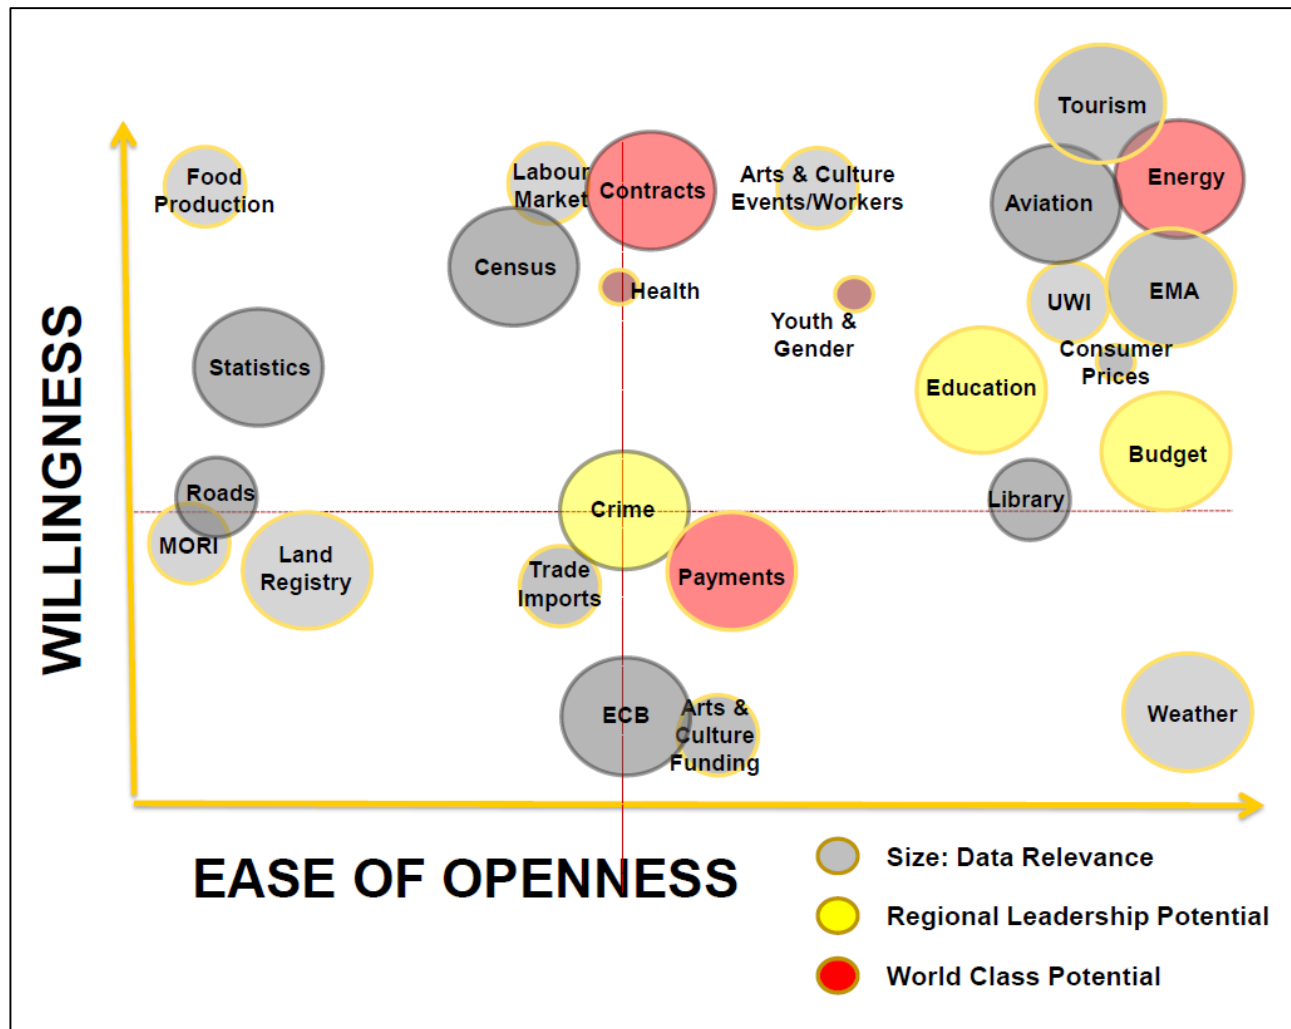 Tourism
Food
Production
Labour
Market
Contracts
Arts & Culture
Events/Workers
Aviation
Energy
Census
Health
Youth &
Gender
UWI
EMA
Consumer
Prices
Statistics
Education
Budget
Roads
Crime
Library
MORI
Land
Registry
Trade
Imports
Payments
ECB
Arts &
Culture
Funding
Weather
WILLINGNESS
EASE OF OPENNESS
Size: Data Relevance
Regional Leadership Potential
World Class Potential